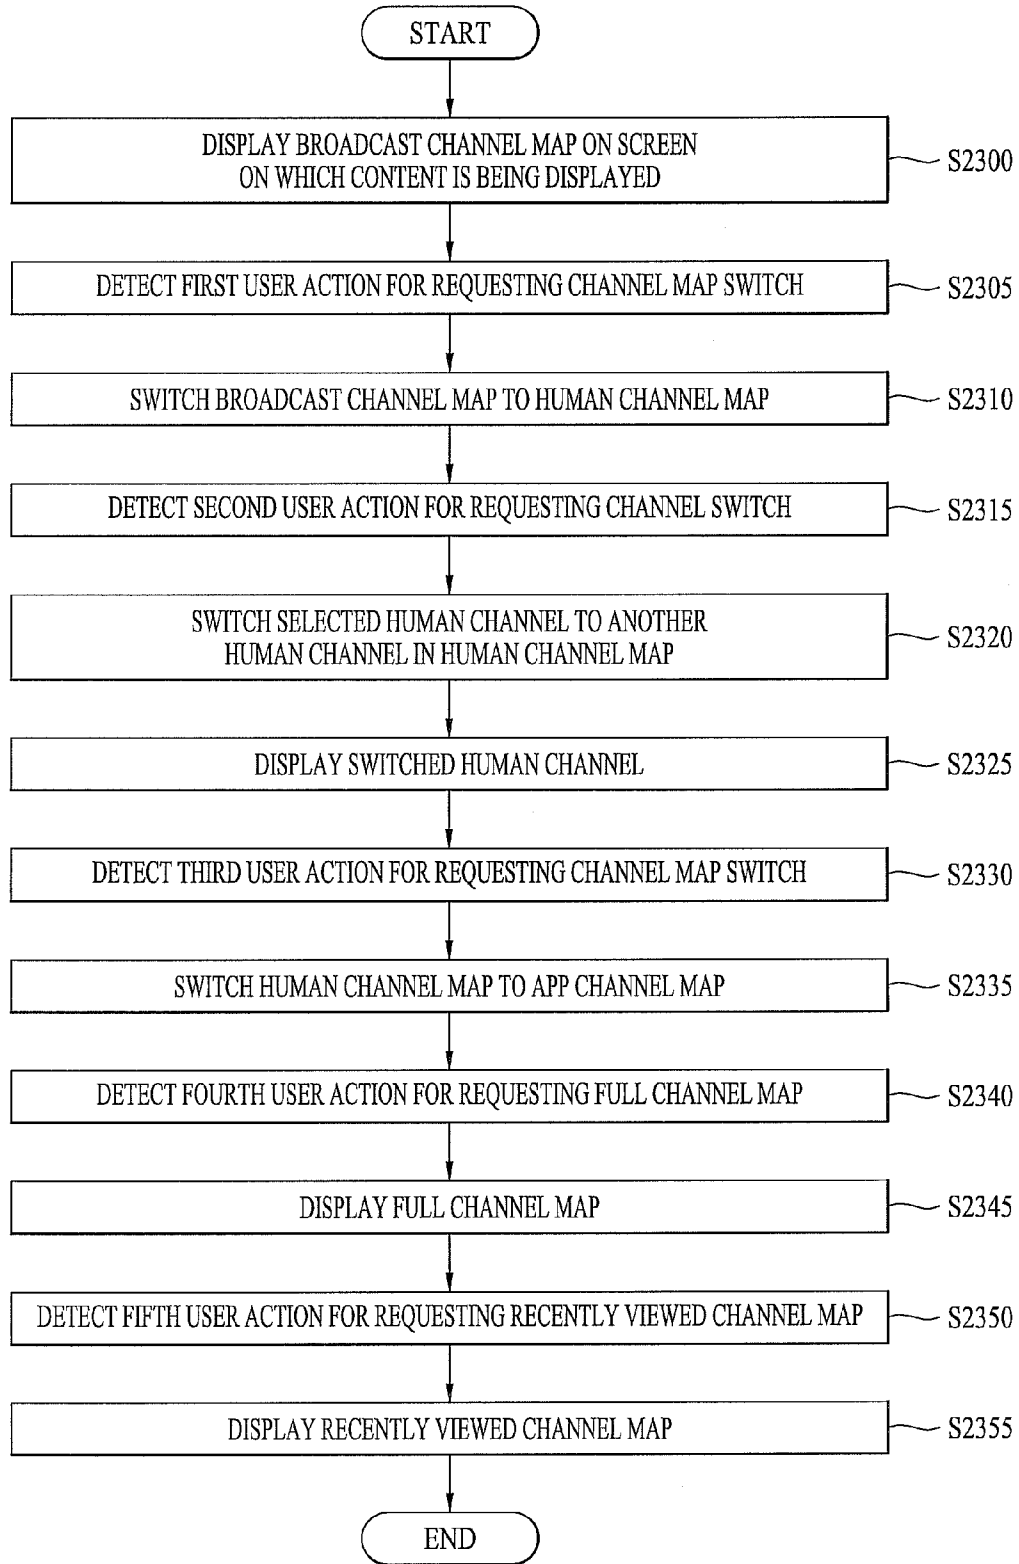 START
DISPLAY BROADCAST CHANNEL MAP ON SCREEN
ON WHICH CONTENT IS BEING DISPLAYED
S2300
DETECT FIRST USER ACTION FOR REQUESTING CHANNEL MAP SWITCH
S2305
SWITCH BROADCAST CHANNEL MAP TO HUMAN CHANNEL MAP
S2310
DETECT SECOND USER ACTION FOR REQUESTING CHANNEL SWITCH
S2315
SWITCH SELECTED HUMAN CHANNEL TO ANOTHER
HUMAN CHANNEL IN HUMAN CHANNEL MAP
S2320
DISPLAY SWITCHED HUMAN CHANNEL
S2325
DETECT THIRD USER ACTION FOR REQUESTING CHANNEL MAP SWITCH
S2330
SWITCH HUMAN CHANNEL MAP TO APP CHANNEL MAP
S2335
DETECT FOURTH USER ACTION FOR REQUESTING FULL CHANNEL MAP
S2340
DISPLAY FULL CHANNEL MAP
S2345
DETECT FIFTH USER ACTION FOR REQUESTING RECENTLY VIEWED CHANNEL MAP
S2350
DISPLAY RECENTLY VIEWED CHANNEL MAP
S2355
END